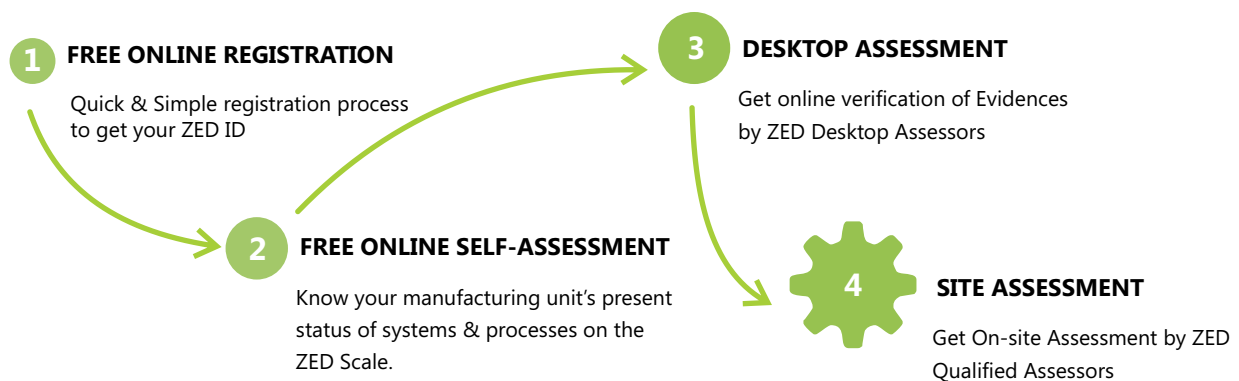 1
FREE ONLINE REGISTRATION
Quick & Simple registration process
to get your ZED ID
2
FREE ONLINE SELF-ASSESSMENT
Know your manufacturing unit's present
status of systems & processes on the
ZED Scale.
3
DESKTOP ASSESSMENT
Get online verification of Evidences
by ZED Desktop Assessors
4
SITE ASSESSMENT
Get On-site Assessment by ZED
Qualified Assessors